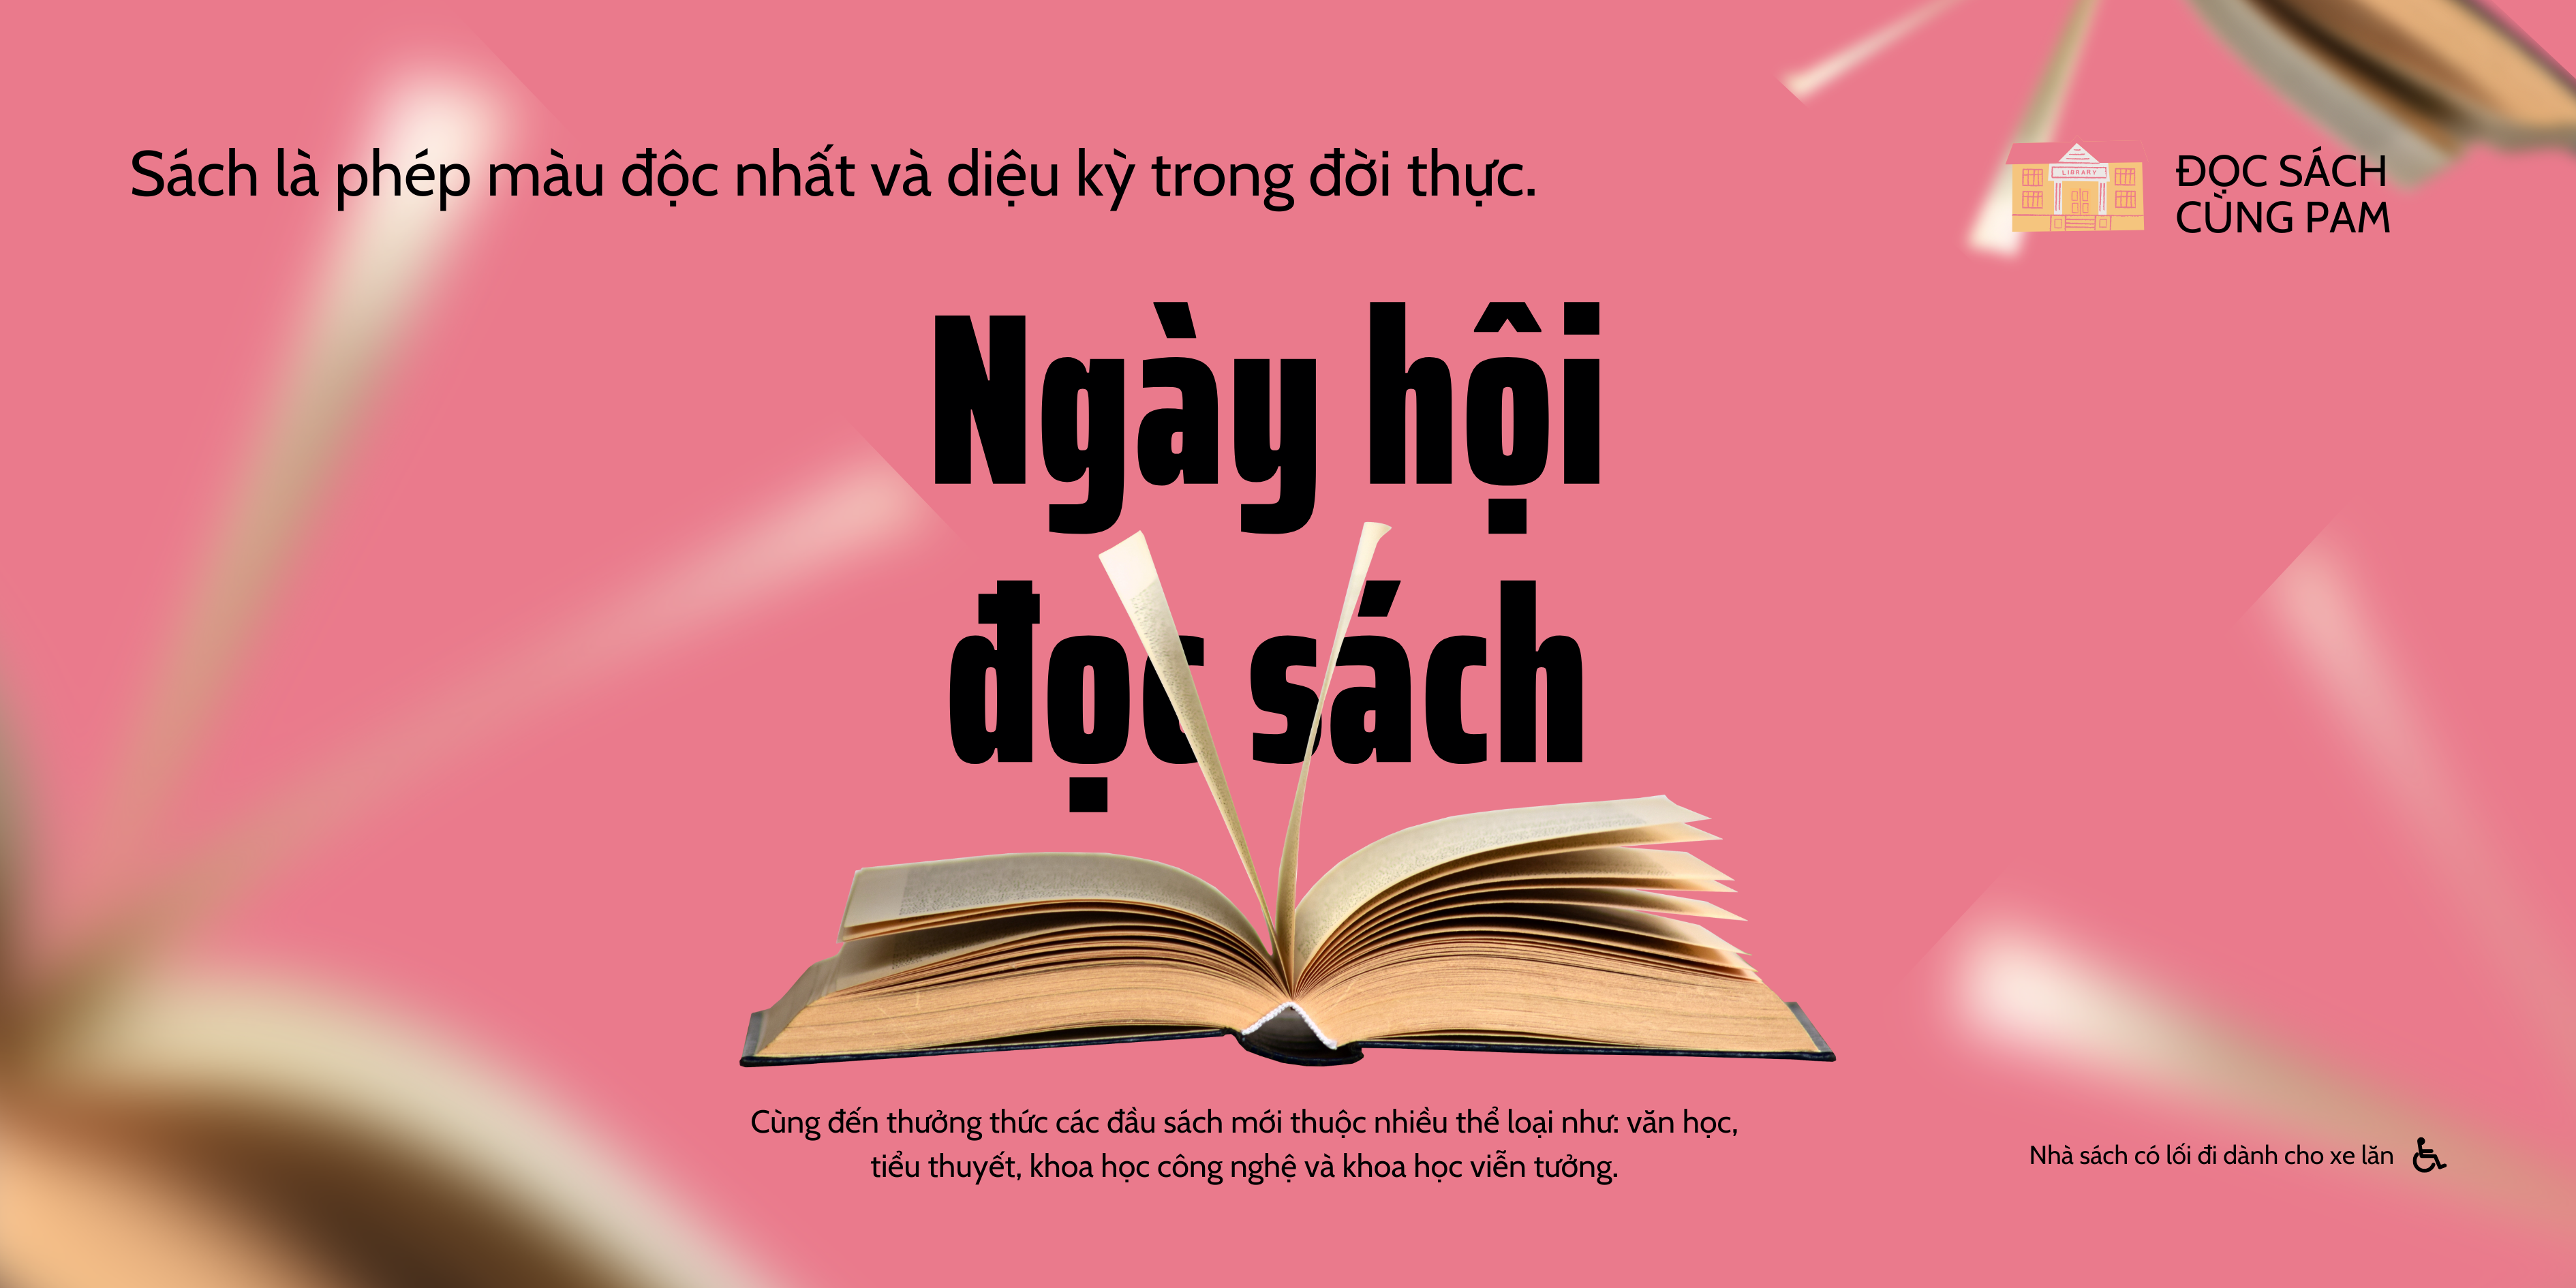 Sách là phép màu độc nhất và diệu kỳ trong đời thực.
LIBRARY
ĐỌC SÁCH
CÙNG PAM
Ngày hội
đọc sách
Cùng đến thưởng thức các đầu sách mới thuộc nhiều thể loại như: văn học,
tiểu thuyết, khoa học công nghệ và khoa học viễn tưởng.
Nhà sách có lối đi dành cho xe lăn